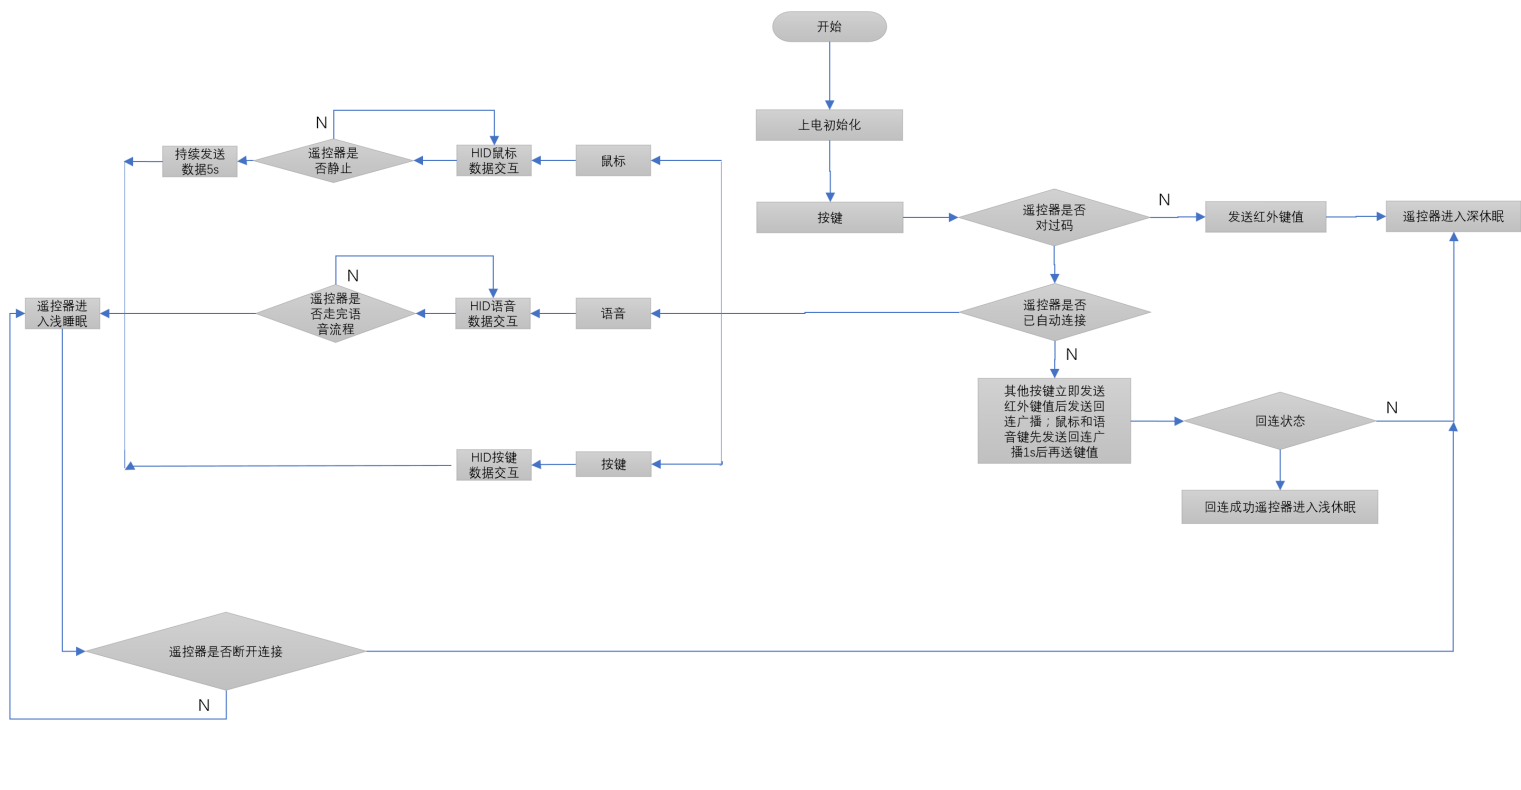 开始
上电初始化
按键
遥控器是否
对过码
N
发送红外键值
遥控器进入深休眠
遥控器是否
已自动连接
N
其他按键立即发送
红外键值后发送回
连广播；鼠标和语
音键先发送回连广
播1s后再送键值
回连状态
N
回连成功遥控器进入浅休眠
鼠标
HID鼠标
数据交互
遥控器是
否静止
N
持续发送
数据5s
语音
HID语音
数据交互
N
遥控器是
否走完语
音流程
遥控器进
入浅睡眠
按键
HID按键
数据交互
遥控器是否断开连接
N